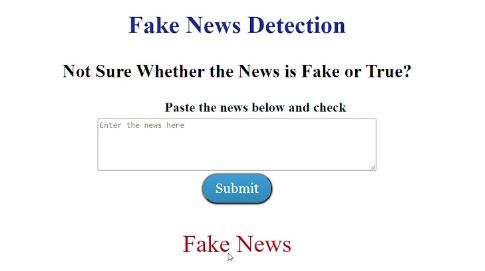 Fake News Detection
Not Sure Whether the News is Fake or True?
Paste the news below and check
Enter the news here
Submit
Fake News